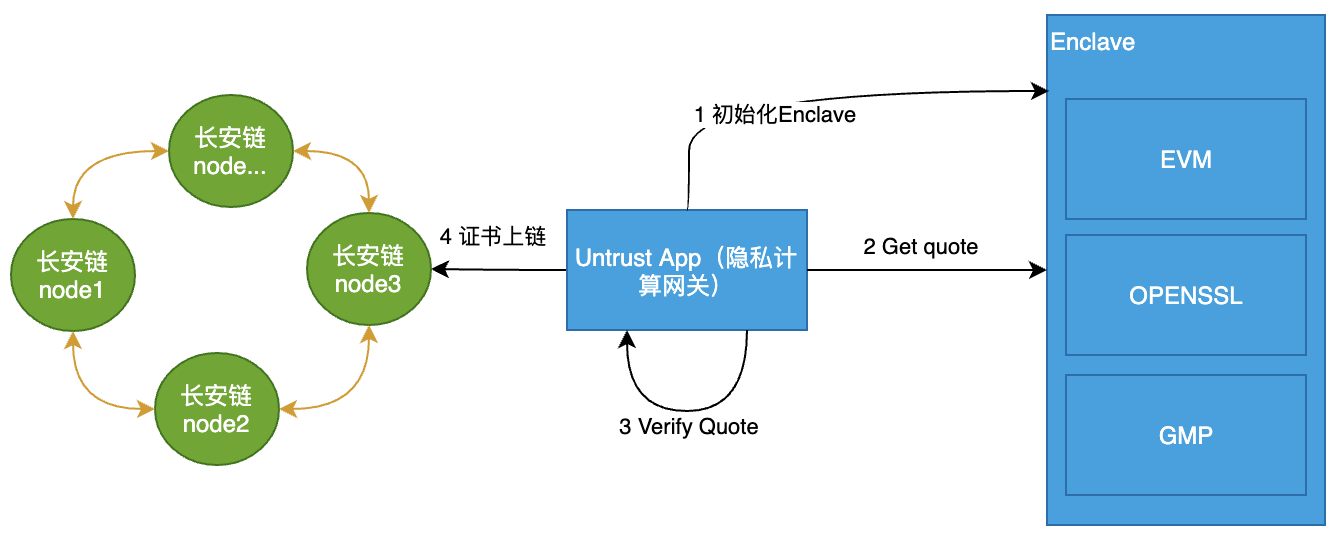 长安链
node...
长安链
node1
长安链
node3
长安链
node2
4 证书上链
Untrust App（隐私计
算网关）
1 初始化Enclave
2 Get quote
3 Verify Quote
Enclave
EVM
OPENSSL
GMP